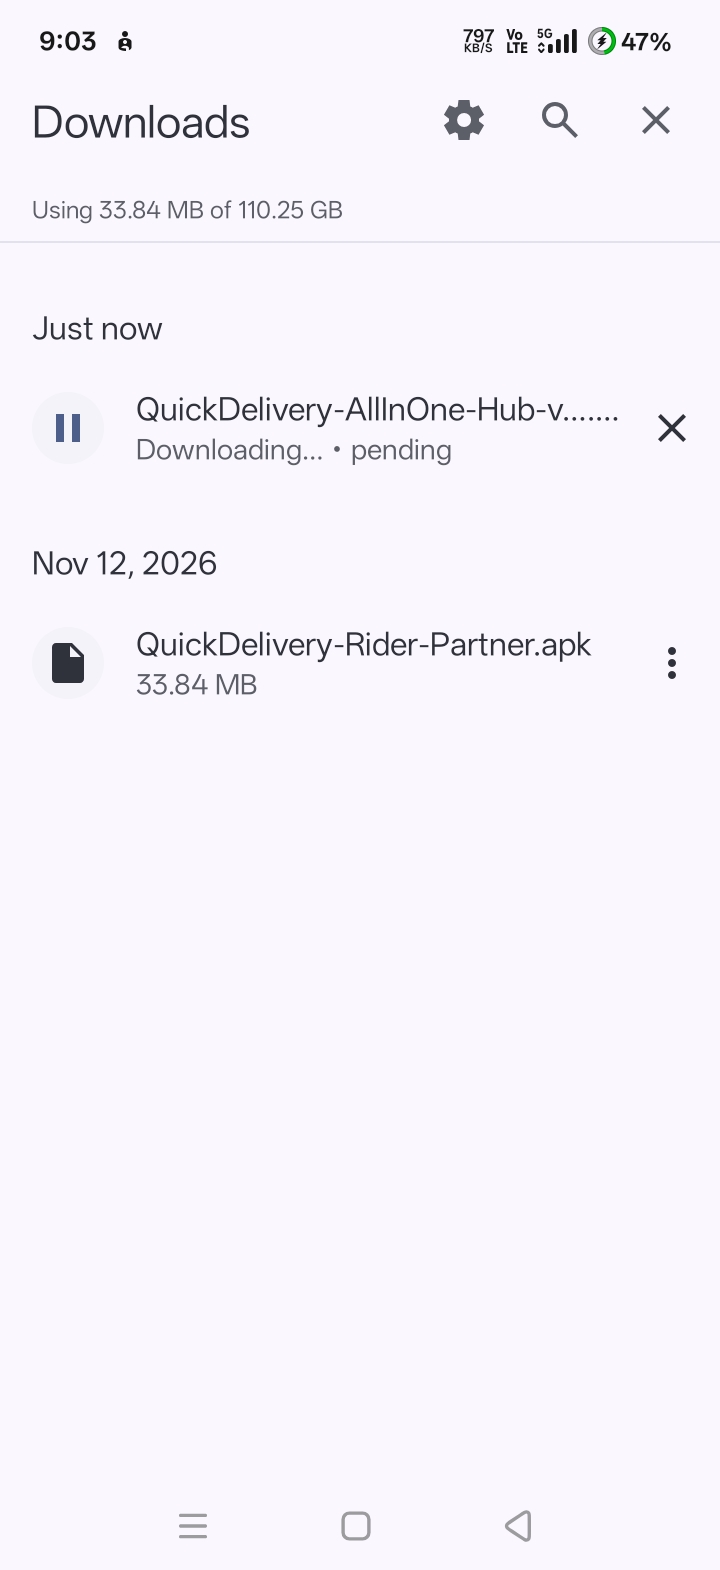 9:03
797 KB/S Vo LTE 5G 47%
Downloads
Using 33.84 MB of 110.25 GB
Just now
QuickDelivery-AllInOne-Hub-v.......
Downloading... • pending
Nov 12, 2026
QuickDelivery-Rider-Partner.apk
33.84 MB